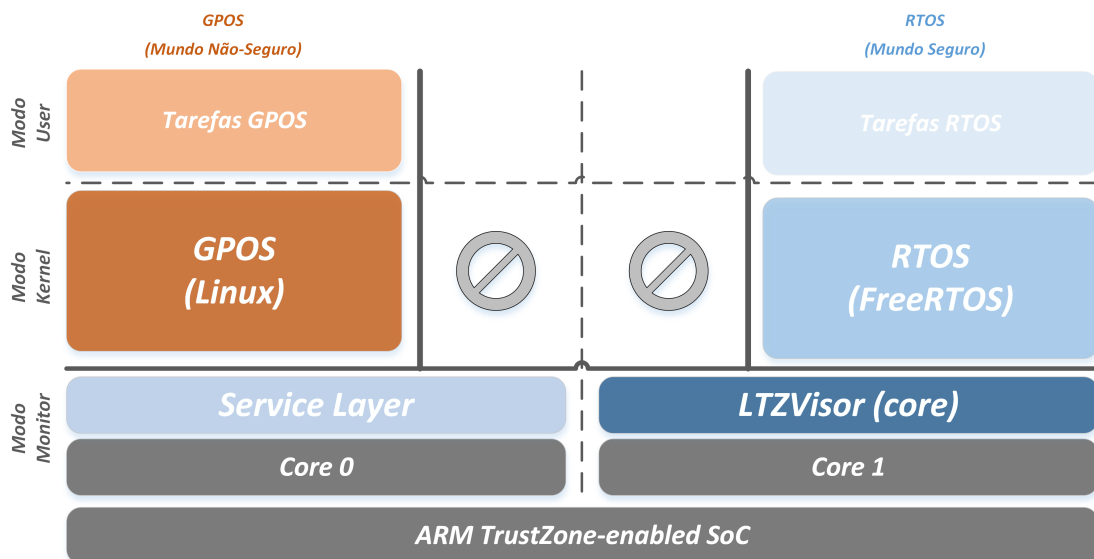 GPOS
(Mundo Não-Seguro)
RTOS
(Mundo Seguro)
Modo
User
Tarefas GPOS
Tarefas RTOS
Modo
Kernel
GPOS
(Linux)
RTOS
(FreeRTOS)
Modo
Monitor
Service Layer
LTZVisor (core)
Core 0
Core 1
ARM TrustZone-enabled SoC